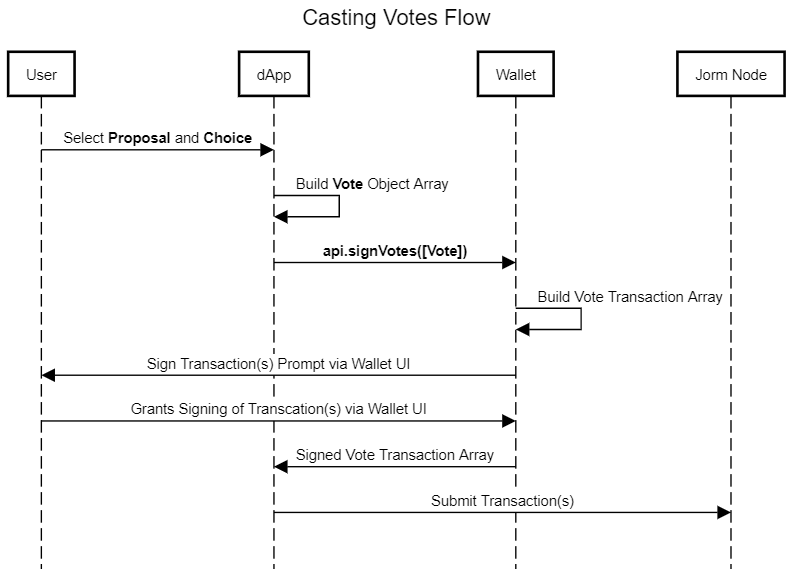 Casting Votes Flow
User
dApp
Wallet
Jorm Node
Select Proposal and Choice
Build Vote Object Array
api.signVotes([Vote])
Build Vote Transaction Array
Sign Transaction(s) Prompt via Wallet UI
Grants Signing of Transcation(s) via Wallet UI
Signed Vote Transaction Array
Submit Transaction(s)